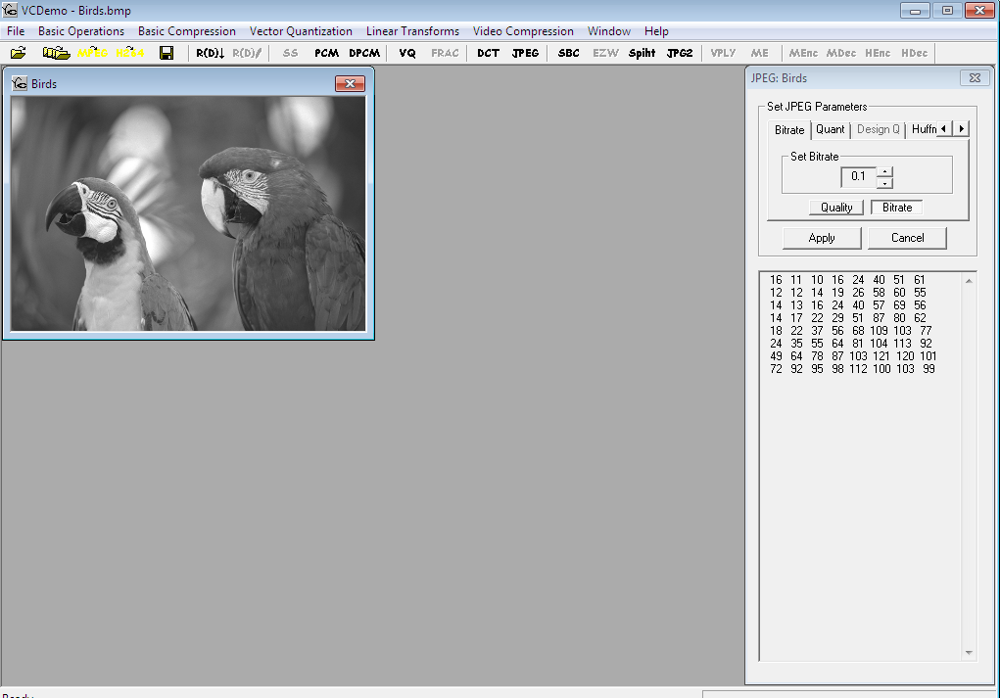 VCDemo - Birds.bmp
File Basic Operations Basic Compression Vector Quantization Linear Transforms Video Compression Window Help
MPEG H264 R(D)↓ R(D)/ SS PCM DPCM VQ FRAC DCT JPEG SBC EZW Spiht JPG2 VPLY ME MEnc MDec HEnc HDec
Birds
JPEG: Birds
Set JPEG Parameters
Bitrate Quant Design Q Huffn
Set Bitrate
0.1
Quality Bitrate
Apply Cancel
16 11 10 16 24 40 51 61
12 12 14 19 26 58 60 55
14 13 16 24 40 57 69 56
14 17 22 29 51 87 80 62
18 22 37 56 68 109 103 77
24 35 55 64 81 104 113 92
49 64 78 87 103 121 120 101
72 92 95 98 112 100 103 99